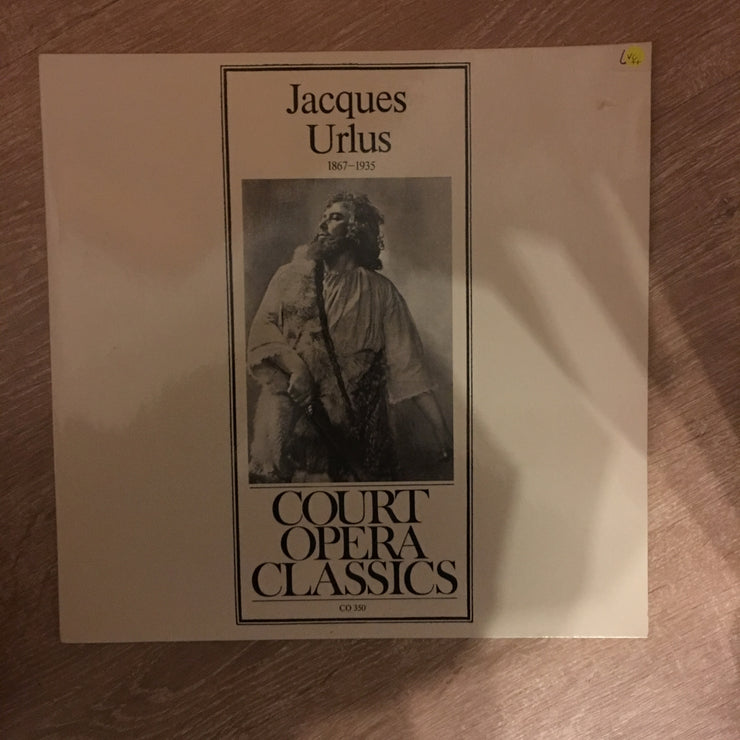 Jacques
Urlus
1867–1935
COURT
OPERA
CLASSICS
CO 350